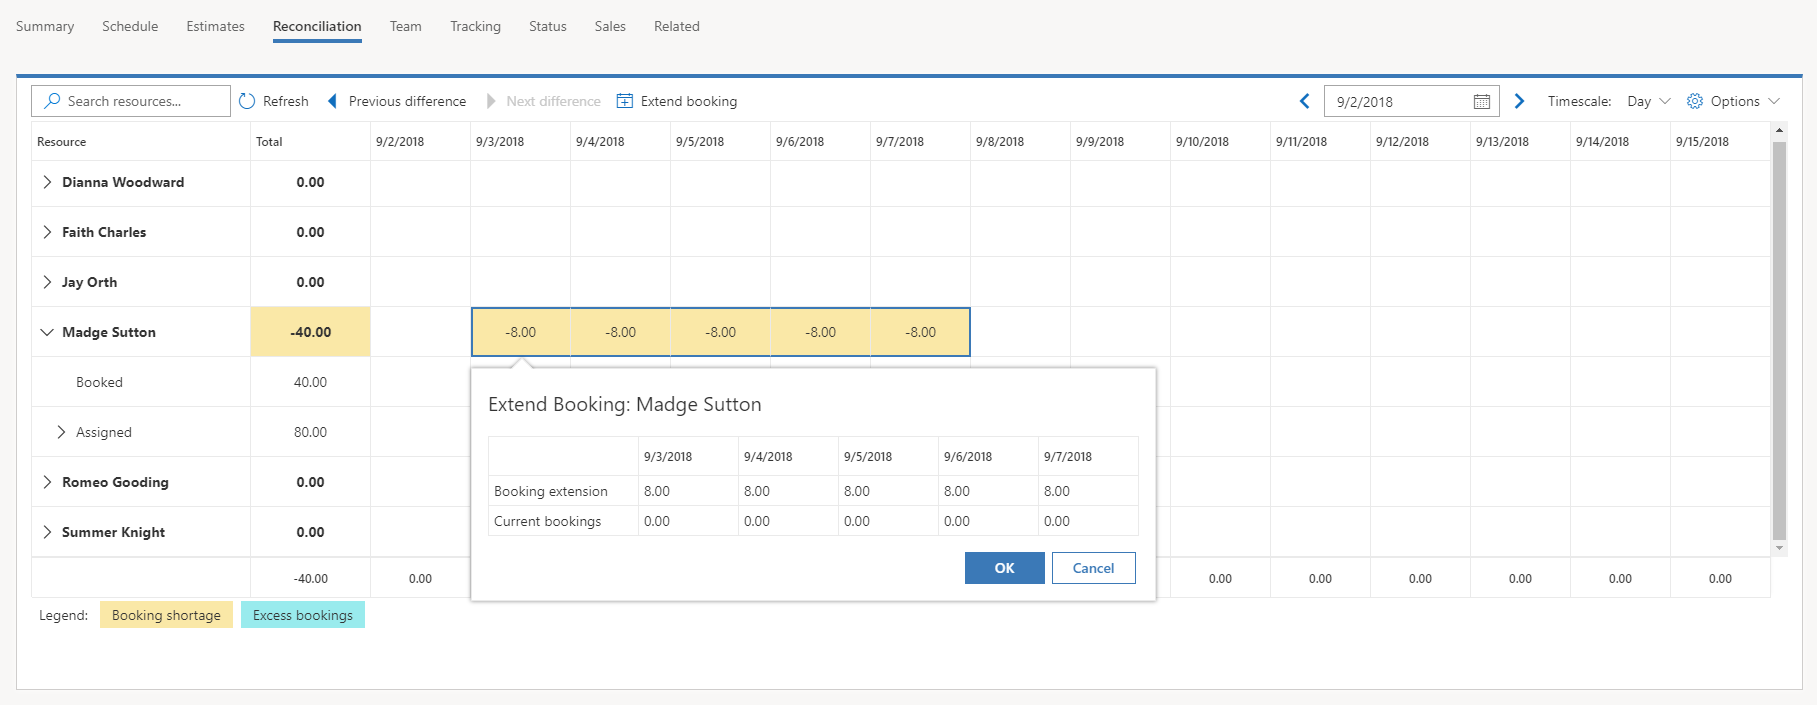 Summary Schedule Estimates Reconciliation Team Tracking Status Sales Related
Search resources... Refresh Previous difference Next difference Extend booking 9/2/2018 Timescale: Day Options
Resource Total 9/2/2018 9/3/2018 9/4/2018 9/5/2018 9/6/2018 9/7/2018 9/8/2018 9/9/2018 9/10/2018 9/11/2018 9/12/2018 9/13/2018 9/14/2018 9/15/2018
Dianna Woodward 0.00
Faith Charles 0.00
Jay Orth 0.00
Madge Sutton -40.00 -8.00 -8.00 -8.00 -8.00 -8.00
Booked 40.00
Assigned 80.00
Romeo Gooding 0.00
Summer Knight 0.00
-40.00 0.00 0.00 0.00 0.00 0.00 0.00 0.00
Extend Booking: Madge Sutton
9/3/2018 9/4/2018 9/5/2018 9/6/2018 9/7/2018
Booking extension 8.00 8.00 8.00 8.00 8.00
Current bookings 0.00 0.00 0.00 0.00 0.00
OK Cancel
Legend: Booking shortage Excess bookings